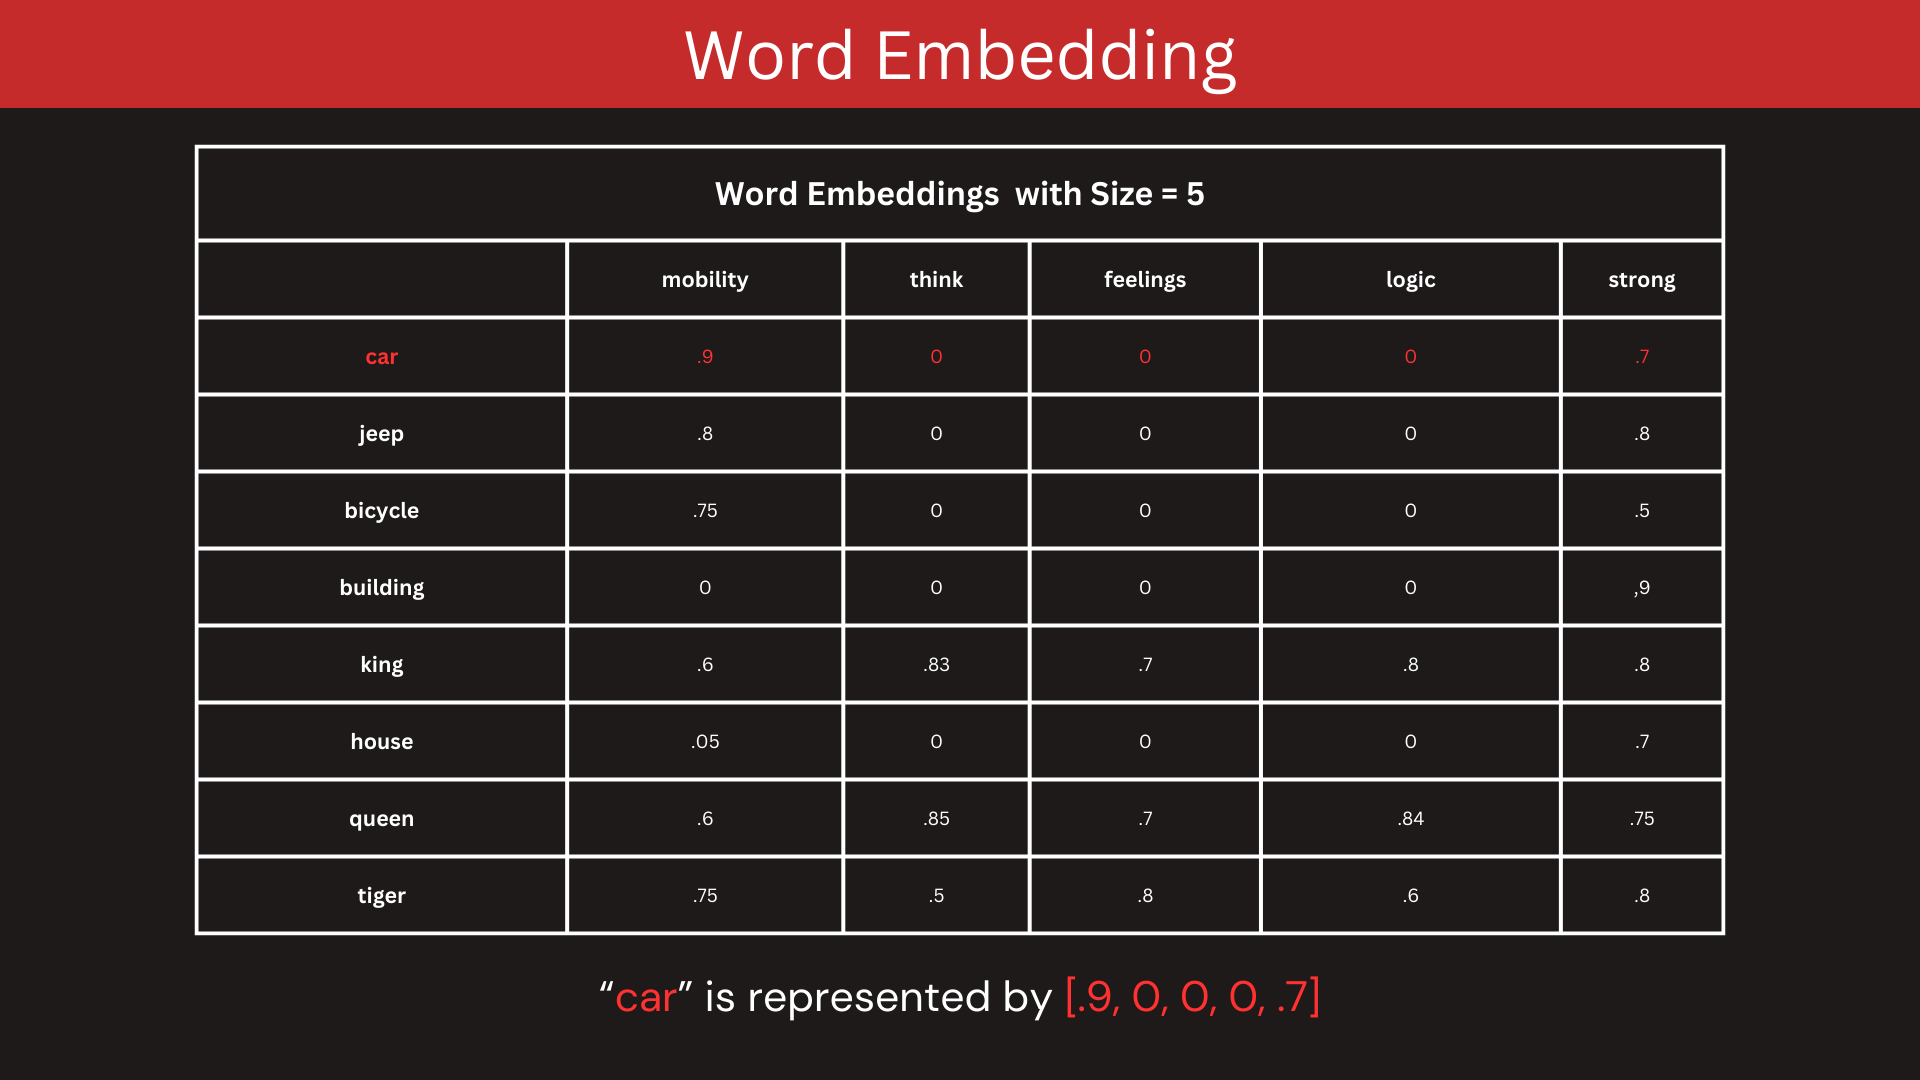 Word Embedding
Word Embeddings  with Size = 5
mobility think feelings logic strong
car .9 0 0 0 .7
jeep .8 0 0 0 .8
bicycle .75 0 0 0 .5
building 0 0 0 0 ,9
king .6 .83 .7 .8 .8
house .05 0 0 0 .7
queen .6 .85 .7 .84 .75
tiger .75 .5 .8 .6 .8
“car” is represented by [.9, 0, 0, 0, .7]